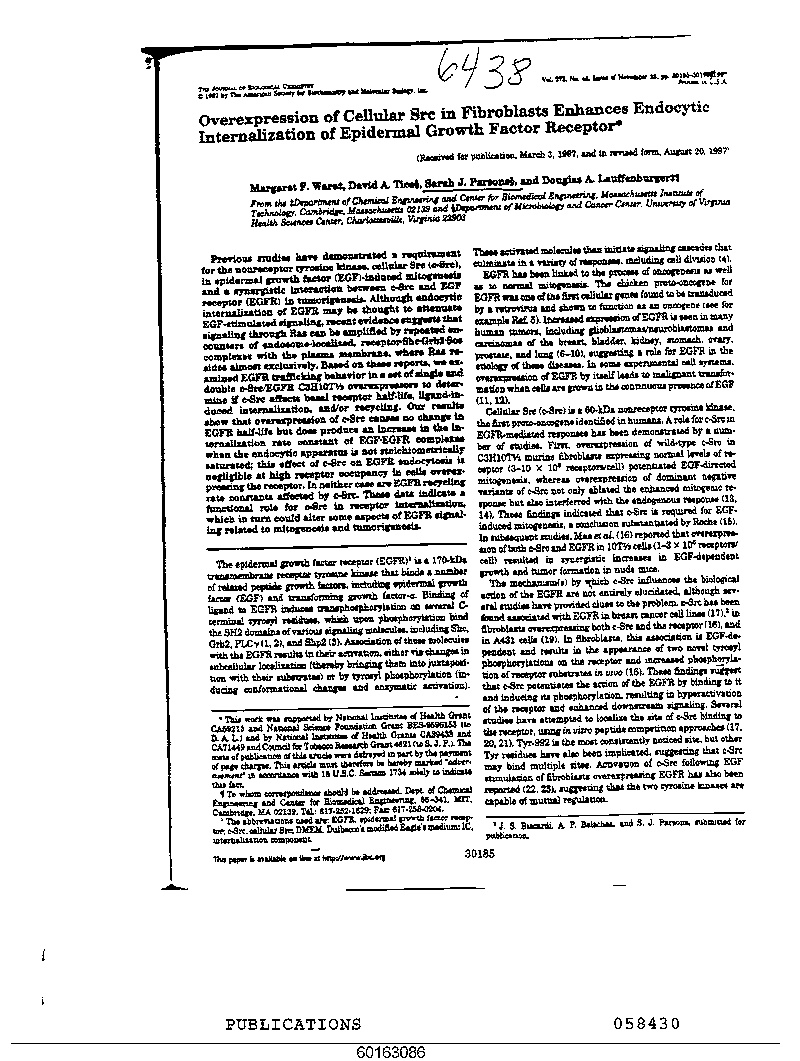 6438
THE JOURNAL OF BIOLOGICAL CHEMISTRY
© 1997 by The American Society for Biochemistry and Molecular Biology, Inc.
Vol. 272, No. 48, Issue of November 28, pp.
Printed in U.S.A.
Overexpression of Cellular Src in Fibroblasts Enhances Endocytic
Internalization of Epidermal Growth Factor Receptor*
(Received for publication, March 3, 1997, and in revised form, August 20, 1997)
Margaret F. Ware‡, David A. Tice§, Sarah J. Parsons§, and Douglas A. Lauffenburger‡¶
From the ‡Department of Chemical Engineering and Center for Biomedical Engineering, Massachusetts Institute of
Technology, Cambridge, Massachusetts 02139 and §Department of Microbiology and Cancer Center, University of Virginia
Health Sciences Center, Charlottesville, Virginia 22903
Previous studies have demonstrated a requirement
for the nonreceptor tyrosine kinase, cellular Src (c-Src),
in epidermal growth factor (EGF)-induced mitogenesis
and a synergistic interaction between c-Src and EGF
receptor (EGFR) in tumorigenesis. Although endocytic
internalization of EGFR may be thought to attenuate
EGF-stimulated signaling, recent evidence suggests that
signaling through Ras can be amplified by repeated en-
counters of endosome-localized, receptor-Shc-Grb2-Sos
complexes with the plasma membrane, where Ras re-
sides almost exclusively. Based on these reports, we ex-
amined EGFR trafficking behavior in a set of single and
double c-Src/EGFR C3H10T½ overexpressors to deter-
mine if c-Src affects basal receptor half-life, ligand-in-
duced internalization, and/or recycling. Our results
show that overexpression of c-Src causes no change in
EGFR half-life but does produce an increase in the in-
ternalization rate constant of EGF-EGFR complexes
when the endocytic apparatus is not stoichiometrically
saturated; this effect of c-Src on EGFR endocytosis is
negligible at high receptor occupancy in cells overex-
pressing the receptor. In neither case are EGFR recycling
rate constants affected by c-Src. These data indicate a
functional role for c-Src in receptor internalization,
which in turn could alter some aspects of EGFR signal-
ing related to mitogenesis and tumorigenesis.
The epidermal growth factor receptor (EGFR)¹ is a 170-kDa
transmembrane receptor tyrosine kinase that binds a number
of related peptide growth factors, including epidermal growth
factor (EGF) and transforming growth factor-α. Binding of
ligand to EGFR induces transphosphorylation on several C-
terminal tyrosyl residues, which upon phosphorylation bind
the SH2 domains of various signaling molecules, including Shc,
Grb2, PLCγ (1, 2), and Shp2 (3). Association of these molecules
with the EGFR results in their activation, either via changes in
subcellular localization (thereby bringing them into juxtaposi-
tion with their substrates) or by tyrosyl phosphorylation (in-
ducing conformational changes and enzymatic activation).
* This work was supported by National Institutes of Health Grant
CA69213 and National Science Foundation Grant BES-9696153 (to
D. A. L.) and by National Institutes of Health Grants CA39438 and
CA71449 and Council for Tobacco Research Grant 4621 (to S. J. P.). The
costs of publication of this article were defrayed in part by the payment
of page charges. This article must therefore be hereby marked "adver-
tisement" in accordance with 18 U.S.C. Section 1734 solely to indicate
this fact.
¶ To whom correspondence should be addressed: Dept. of Chemical
Engineering and Center for Biomedical Engineering, 66-341, MIT,
Cambridge, MA 02139. Tel.: 617-252-1629; Fax: 617-258-0204.
¹ The abbreviations used are: EGFR, epidermal growth factor recep-
tor; c-Src, cellular Src; DMEM, Dulbecco's modified Eagle's medium; IC,
internalization component.
This paper is available on line at http://www.jbc.org
These activated molecules then initiate signaling cascades that
culminate in a variety of responses, including cell division (4).
EGFR has been linked to the process of oncogenesis as well
as to normal mitogenesis. The chicken proto-oncogene for
EGFR was one of the first cellular genes found to be transduced
by a retrovirus and shown to function as an oncogene (see for
example Ref. 5). Increased expression of EGFR is seen in many
human tumors, including glioblastomas/neuroblastomas and
carcinomas of the breast, bladder, kidney, stomach, ovary,
prostate, and lung (6–10), suggesting a role for EGFR in the
etiology of these diseases. In some experimental cell systems,
overexpression of EGFR by itself leads to malignant transfor-
mation when cells are grown in the continuous presence of EGF
(11, 12).
Cellular Src (c-Src) is a 60-kDa nonreceptor tyrosine kinase,
the first proto-oncogene identified in humans. A role for c-Src in
EGFR-mediated responses has been demonstrated by a num-
ber of studies. First, overexpression of wild-type c-Src in
C3H10T½ murine fibroblasts expressing normal levels of re-
ceptor (3–10 × 10⁴ receptors/cell) potentiated EGF-directed
mitogenesis, whereas overexpression of dominant negative
variants of c-Src not only ablated the enhanced mitogenic re-
sponse but also interfered with the endogenous response (13,
14). These findings indicated that c-Src is required for EGF-
induced mitogenesis, a conclusion substantiated by Roche (15).
In subsequent studies, Maa et al. (16) reported that overexpres-
sion of both c-Src and EGFR in 10T½ cells (1–3 × 10⁶ receptors/
cell) resulted in synergistic increases in EGF-dependent
growth and tumor formation in nude mice.
The mechanism(s) by which c-Src influences the biological
action of the EGFR are not entirely elucidated, although sev-
eral studies have provided clues to the problem. c-Src has been
found associated with EGFR in breast cancer cell lines (17),² in
fibroblasts overexpressing both c-Src and the receptor (16), and
in A431 cells (19). In fibroblasts, this association is EGF-de-
pendent and results in the appearance of two novel tyrosyl
phosphorylations on the receptor and increased phosphoryla-
tion of receptor substrates in vivo (16). These findings suggest
that c-Src potentiates the action of the EGFR by binding to it
and inducing its phosphorylation, resulting in hyperactivation
of the receptor and enhanced downstream signaling. Several
studies have attempted to localize the site of c-Src binding to
the receptor, using in vitro peptide competition approaches (17,
20, 21). Tyr-992 is the most consistently noticed site, but other
Tyr residues have also been implicated, suggesting that c-Src
may bind multiple sites. Activation of c-Src following EGF
stimulation of fibroblasts overexpressing EGFR has also been
reported (22, 23), suggesting that the two tyrosine kinases are
capable of mutual regulation.
² J. S. Biscardi, A. P. Belsches, and S. J. Parsons, submitted for
publication.
30185
PUBLICATIONS
058430
60163086